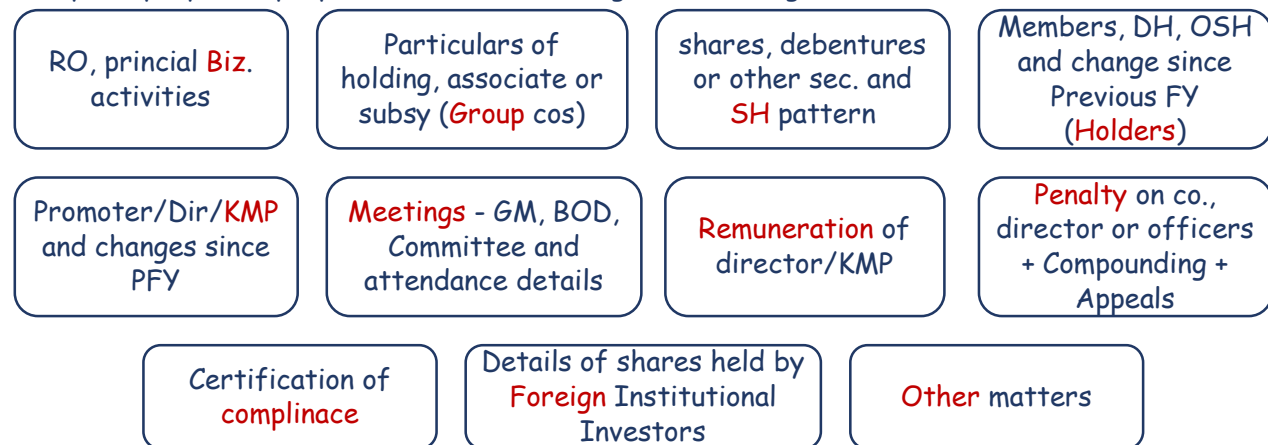 RO, princial Biz.
activities
Particulars of
holding, associate or
subsy (Group cos)
shares, debentures
or other sec. and
SH pattern
Members, DH, OSH
and change since
Previous FY
(Holders)
Promoter/Dir/KMP
and changes since
PFY
Meetings - GM, BOD,
Committee and
attendance details
Remuneration of
director/KMP
Penalty on co.,
director or officers
+ Compounding +
Appeals
Certification of
complinace
Details of shares held by
Foreign Institutional
Investors
Other matters